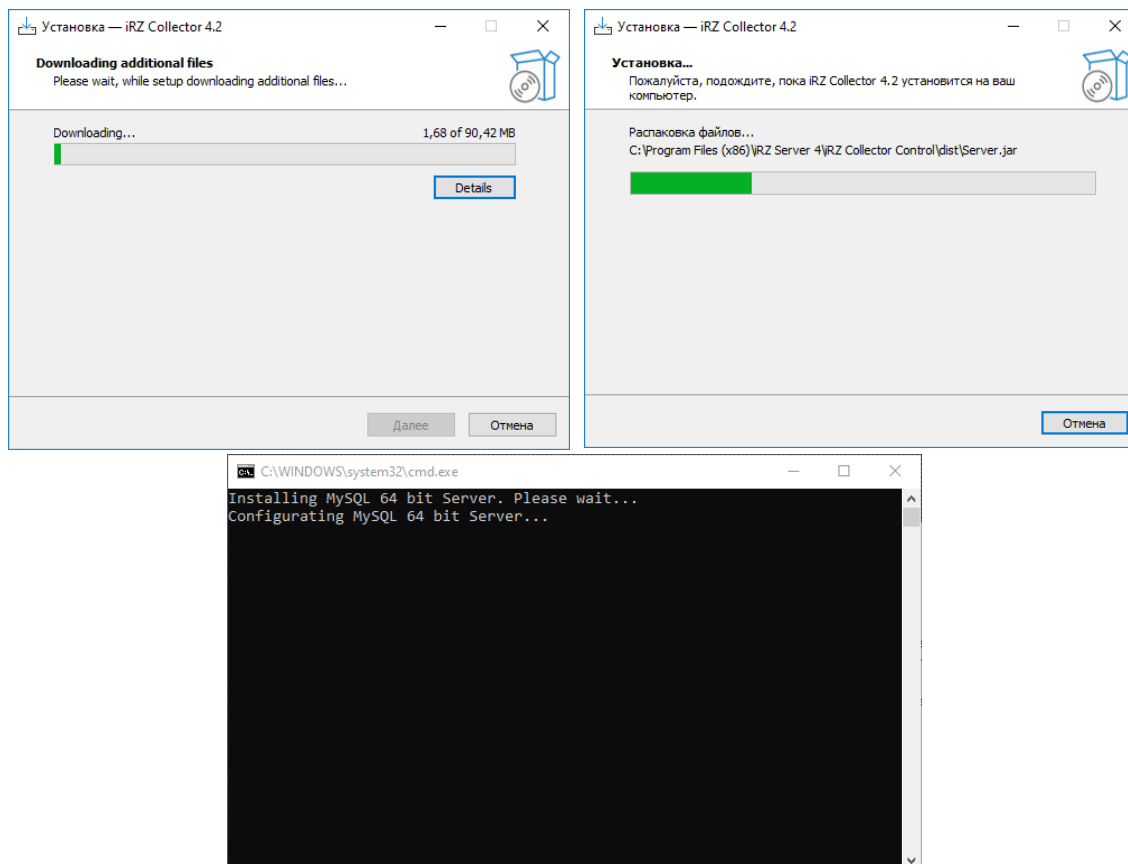 Установка — iRZ Collector 4.2
Downloading additional files
Please wait, while setup downloading additional files...
Downloading...
1,68 of 90,42 MB
Details
Далее
Отмена
Установка — iRZ Collector 4.2
Установка...
Пожалуйста, подождите, пока iRZ Collector 4.2 установится на ваш
компьютер.
Распаковка файлов...
C:\Program Files (x86)\iRZ Server 4\iRZ Collector Control\dist\Server.jar
Отмена
C:\WINDOWS\system32\cmd.exe
Installing MySQL 64 bit Server. Please wait...
Configurating MySQL 64 bit Server...